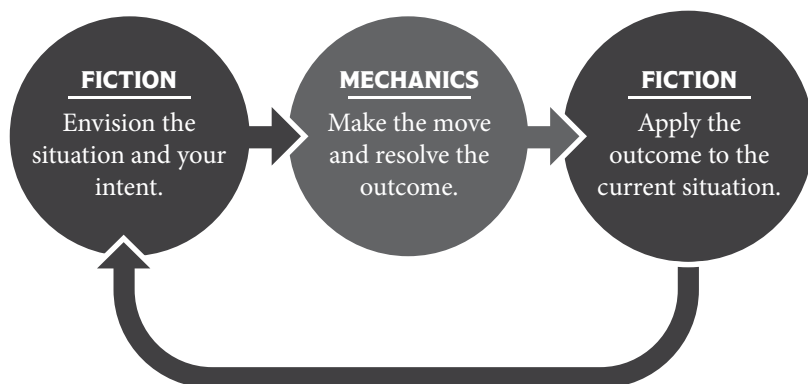 FICTION
Envision the
situation and your
intent.
MECHANICS
Make the move
and resolve the
outcome.
FICTION
Apply the
outcome to the
current situation.